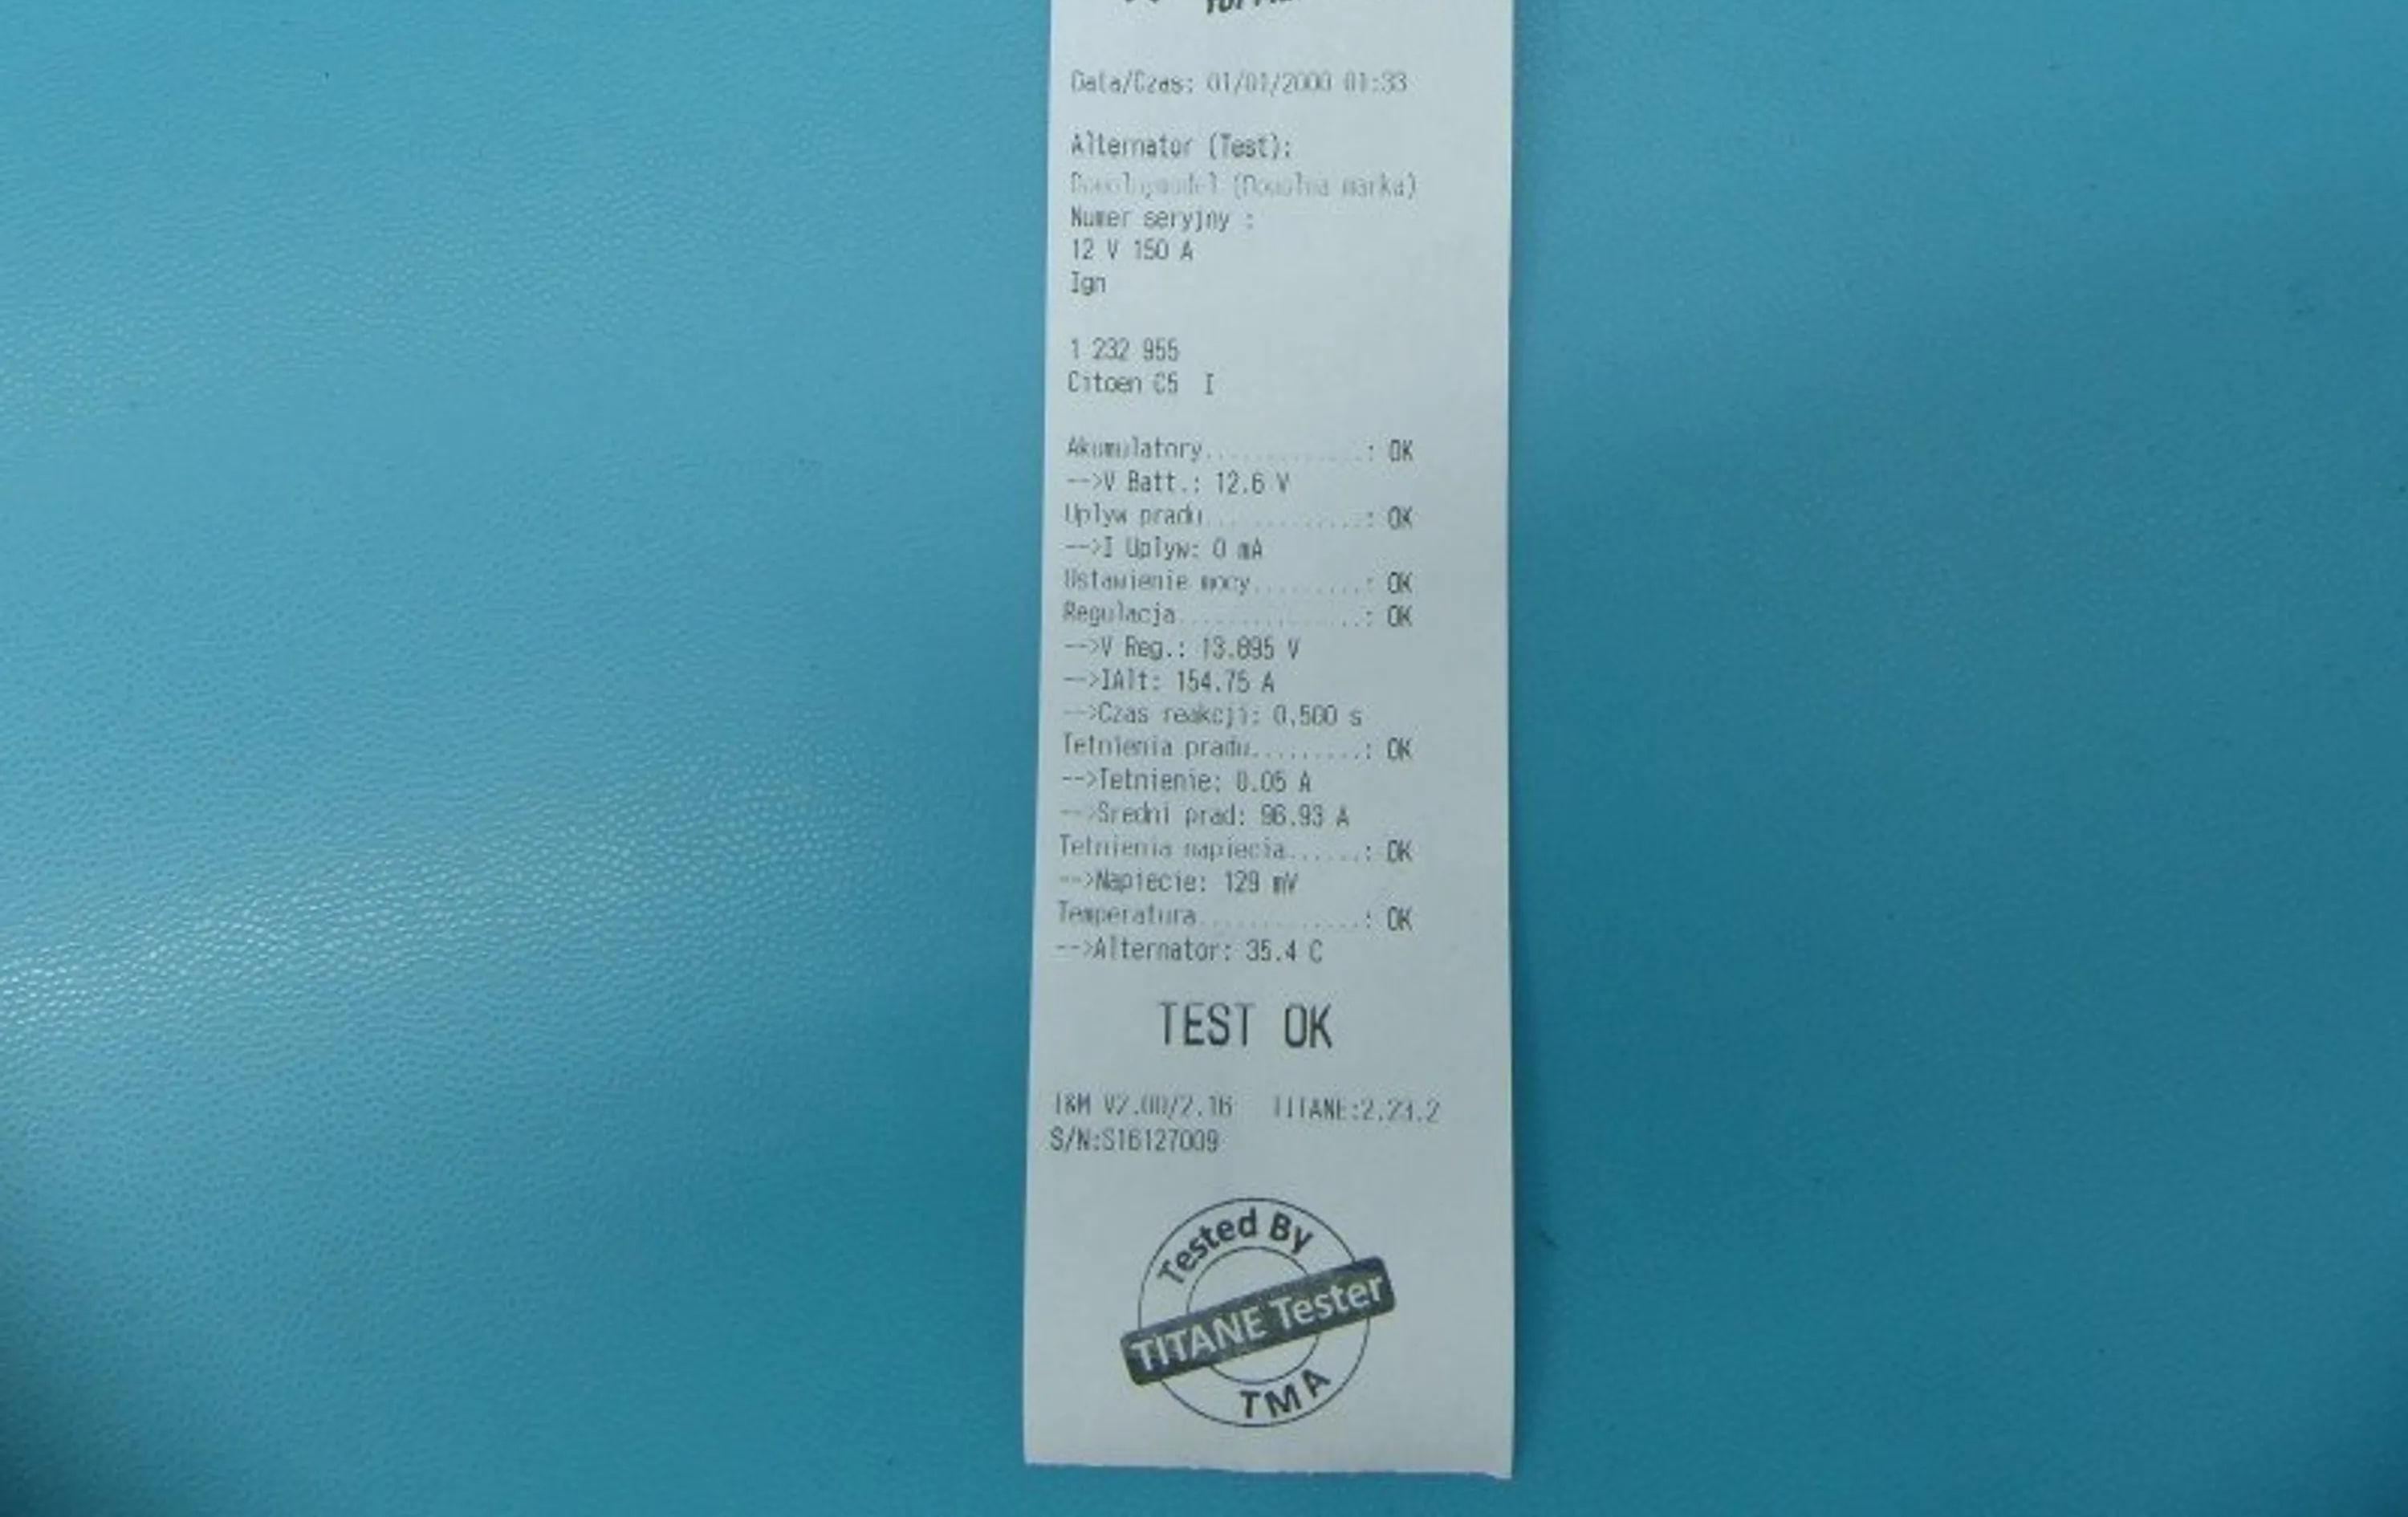 Data/Czas: 01/01/2000 01:33
Alternator (Test):
(Dowolna marka)
Numer seryjny :
12 V 150 A
Ign
1 232 955
Citoen C5 I
Akumulatory.............: OK
-->V Batt.: 12.6 V
Uplyw pradu.............: OK
-->I Uplyw: 0 mA
Ustawienie mocy.........: OK
Regulacja...............: OK
-->V Reg.: 13.895 V
-->IAlt: 154.75 A
-->Czas reakcji: 0.500 s
Tetnienia pradu.........: OK
-->Tetnienie: 0.05 A
-->Sredni prad: 96.93 A
Tetnienia napiecia......: OK
-->Napiecie: 129 mV
Temperatura.............: OK
-->Alternator: 35.4 C
TEST OK
T&M V2.00/2.16 TITANE:2.23.2
S/N:S16127009
Tested By
TITANE Tester
TMA